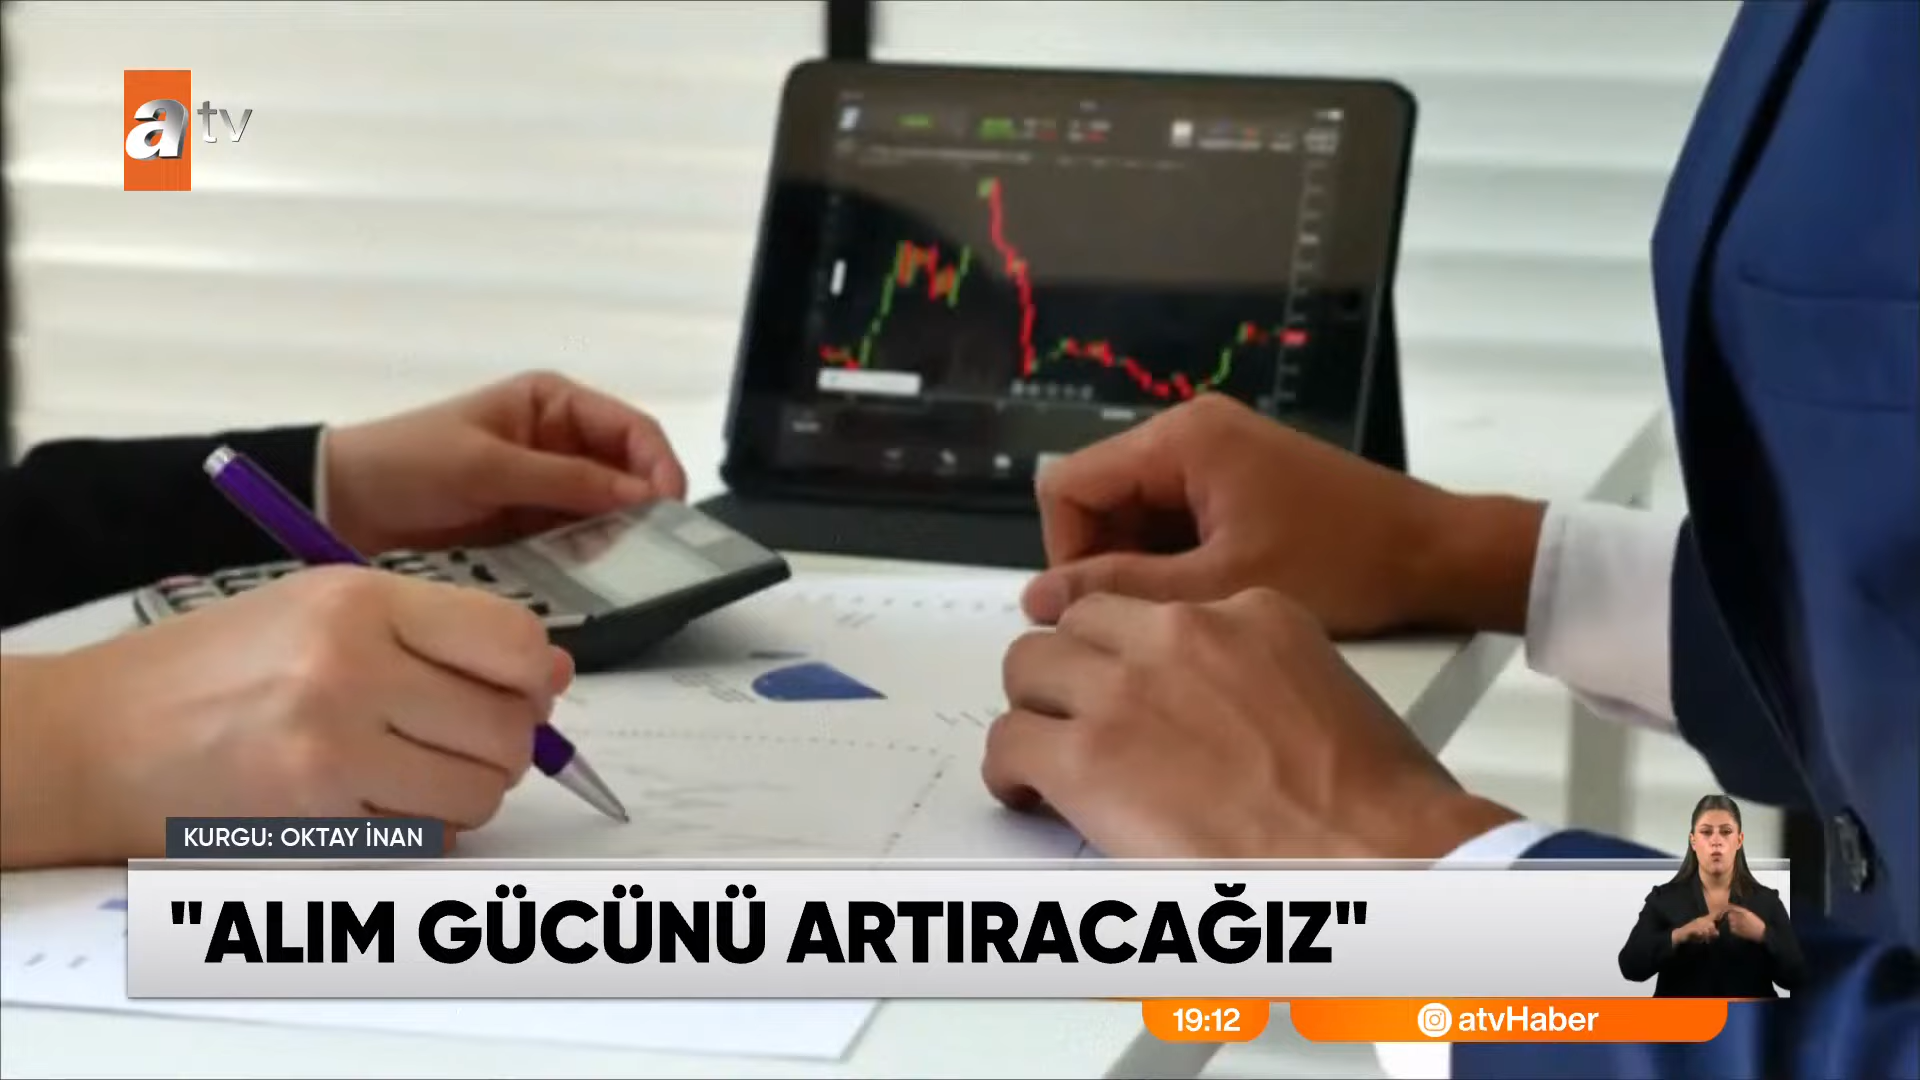 atv
KURGU: OKTAY İNAN
"ALIM GÜCÜNÜ ARTIRACAĞIZ"
19:12
atvHaber